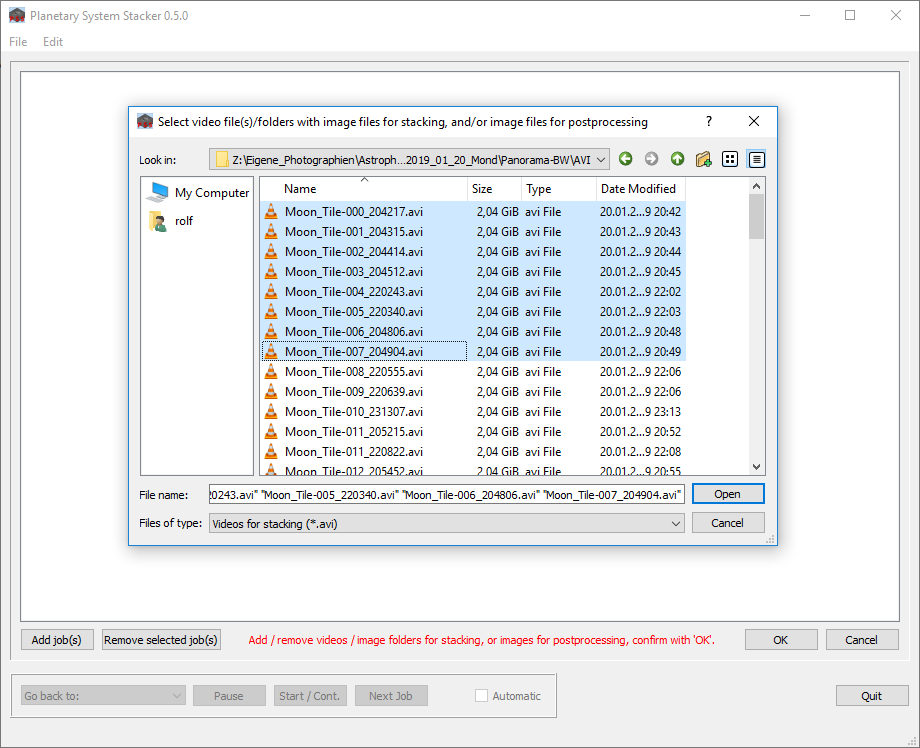 Planetary System Stacker 0.5.0
File Edit
Select video file(s)/folders with image files for stacking, and/or image files for postprocessing ?
Look in: Z:\Eigene_Photographien\Astroph...2019_01_20_Mond\Panorama-BW\AVI
My Computer
rolf
Name Size Type Date Modified
Moon_Tile-000_204217.avi 2,04 GiB avi File 20.01.2...9 20:42
Moon_Tile-001_204315.avi 2,04 GiB avi File 20.01.2...9 20:43
Moon_Tile-002_204414.avi 2,04 GiB avi File 20.01.2...9 20:44
Moon_Tile-003_204512.avi 2,04 GiB avi File 20.01.2...9 20:45
Moon_Tile-004_220243.avi 2,04 GiB avi File 20.01.2...9 22:02
Moon_Tile-005_220340.avi 2,04 GiB avi File 20.01.2...9 22:03
Moon_Tile-006_204806.avi 2,04 GiB avi File 20.01.2...9 20:48
Moon_Tile-007_204904.avi 2,04 GiB avi File 20.01.2...9 20:49
Moon_Tile-008_220555.avi 2,04 GiB avi File 20.01.2...9 22:06
Moon_Tile-009_220639.avi 2,04 GiB avi File 20.01.2...9 22:06
Moon_Tile-010_231307.avi 2,04 GiB avi File 20.01.2...9 23:13
Moon_Tile-011_205215.avi 2,04 GiB avi File 20.01.2...9 20:52
Moon_Tile-011_220822.avi 2,04 GiB avi File 20.01.2...9 22:08
Moon_Tile-012_205452.avi 2,04 GiB avi File 20.01.2...9 20:55
File name: 20243.avi" "Moon_Tile-005_220340.avi" "Moon_Tile-006_204806.avi" "Moon_Tile-007_204904.avi" Open
Files of type: Videos for stacking (*.avi) Cancel
Add job(s) Remove selected job(s) Add / remove videos / image folders for stacking, or images for postprocessing, confirm with 'OK'. OK Cancel
Go back to: Pause Start / Cont. Next Job Automatic Quit